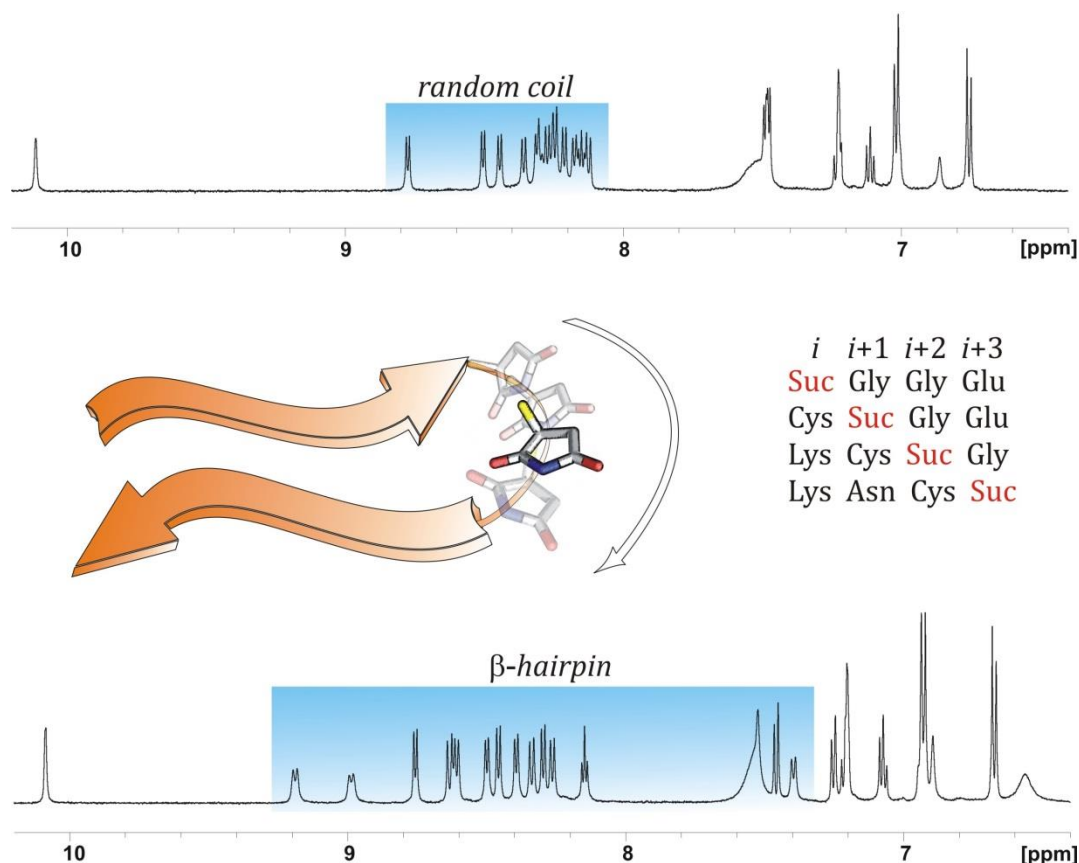 random coil
10 9 8 7 [ppm]
i i+1 i+2 i+3
Suc Gly Gly Glu
Cys Suc Gly Glu
Lys Cys Suc Gly
Lys Asn Cys Suc
β-hairpin
10 9 8 7 [ppm]